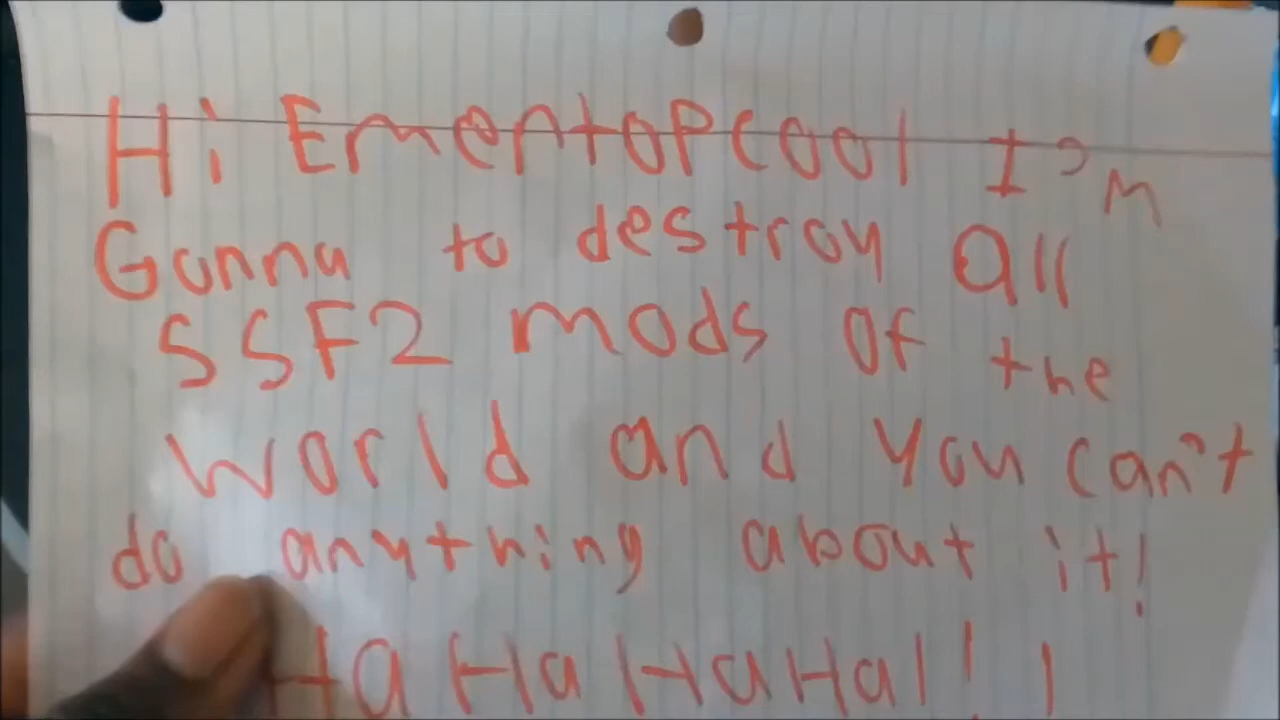 Hi Ementopcool I'm
Gonna to destroy all
SSF2 mods of the
world and you can't
do anything about it!
HaHaHaHa!!!